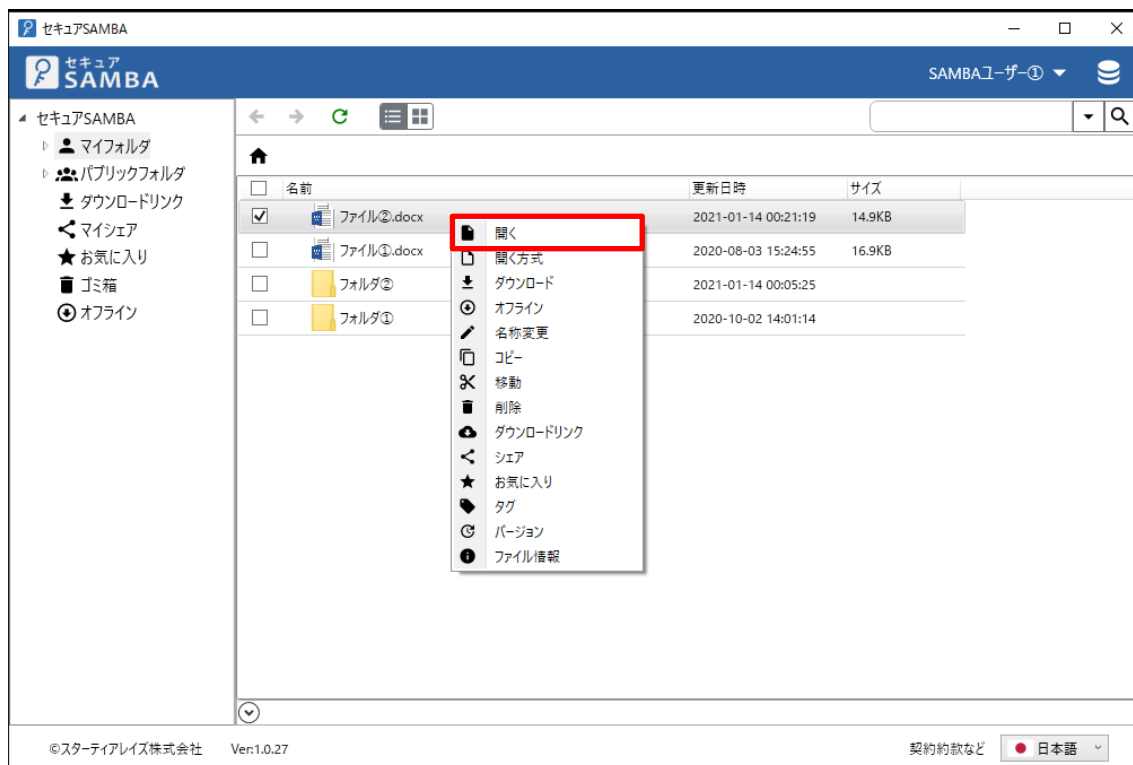 セキュアSAMBA
セキュア
SAMBA
SAMBAユーザー①
セキュアSAMBA
マイフォルダ
パブリックフォルダ
ダウンロードリンク
マイシェア
お気に入り
ゴミ箱
オフライン
名前 更新日時 サイズ
ファイル②.docx 2021-01-14 00:21:19 14.9KB
ファイル①.docx 2020-08-03 15:24:55 16.9KB
フォルダ② 2021-01-14 00:05:25
フォルダ① 2020-10-02 14:01:14
開く
開く方式
ダウンロード
オフライン
名称変更
コピー
移動
削除
ダウンロードリンク
シェア
お気に入り
タグ
バージョン
ファイル情報
©スターティアレイズ株式会社 Ver:1.0.27 契約約款など 日本語